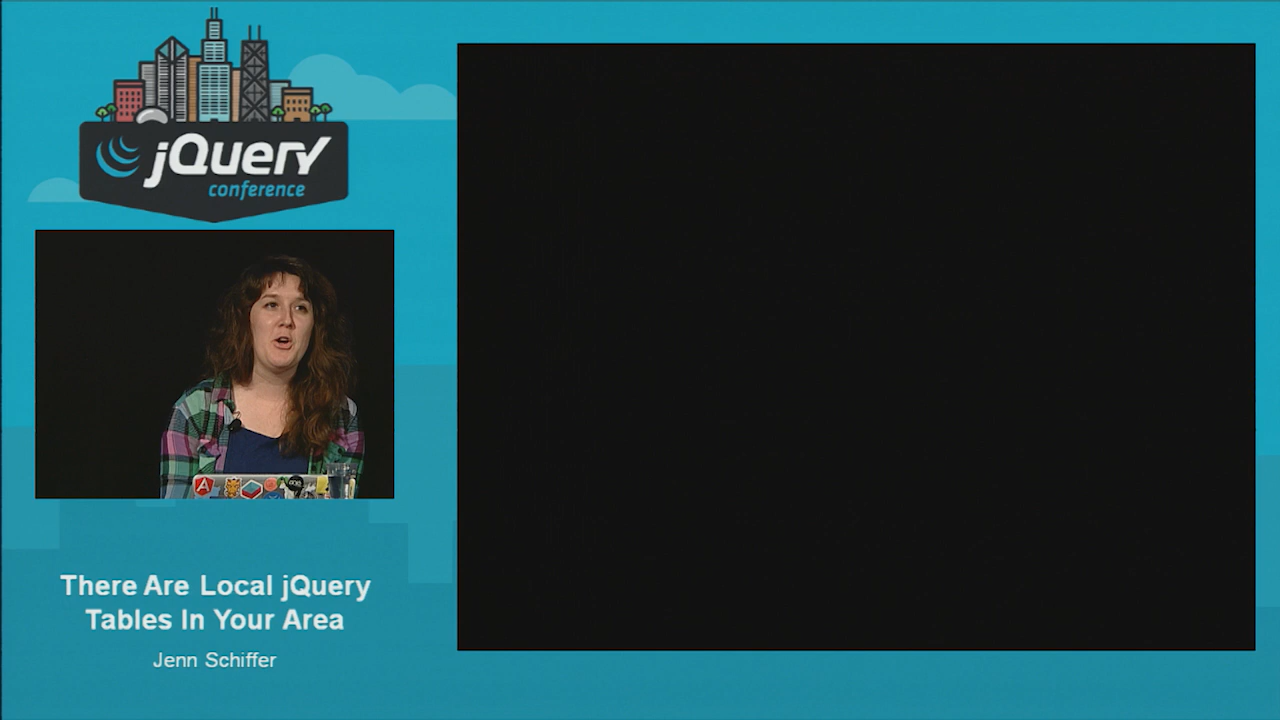 jQuery
conference
There Are Local jQuery
Tables In Your Area
Jenn Schiffer